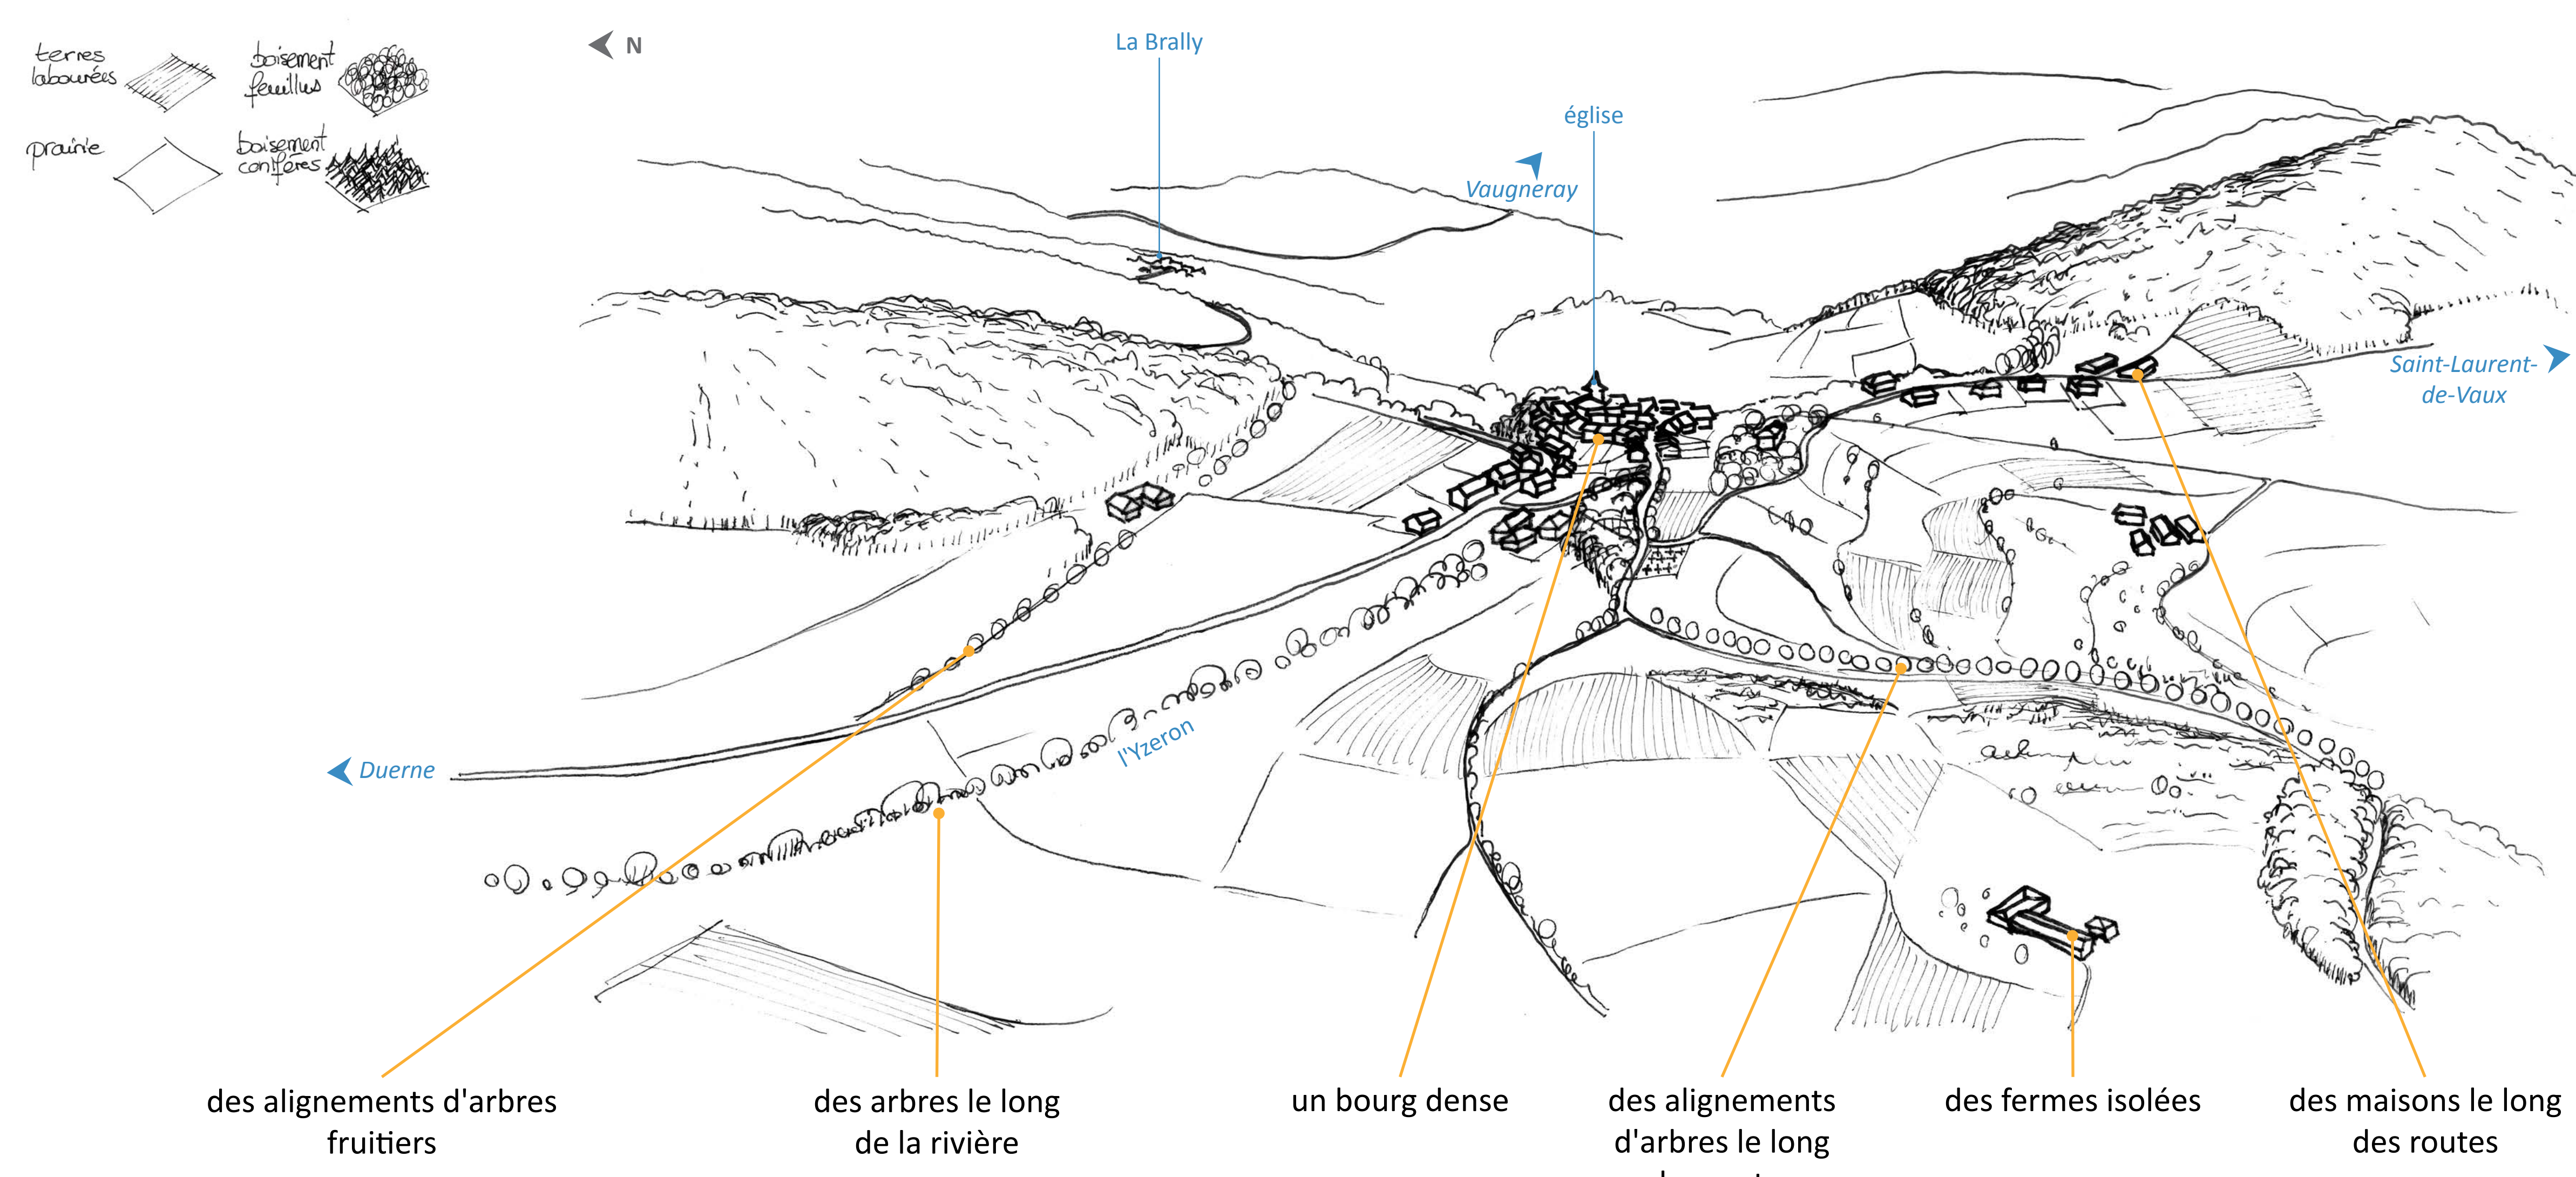 terres
labourées
boisement
feuillus
prairie
boisement
conifères
N
La Brally
église
Vaugneray
Saint-Laurent-
de-Vaux
l'Yzeron
Duerne
des alignements d'arbres
fruitiers
des arbres le long
de la rivière
un bourg dense
des alignements
d'arbres le long
des fermes isolées
des maisons le long
des routes